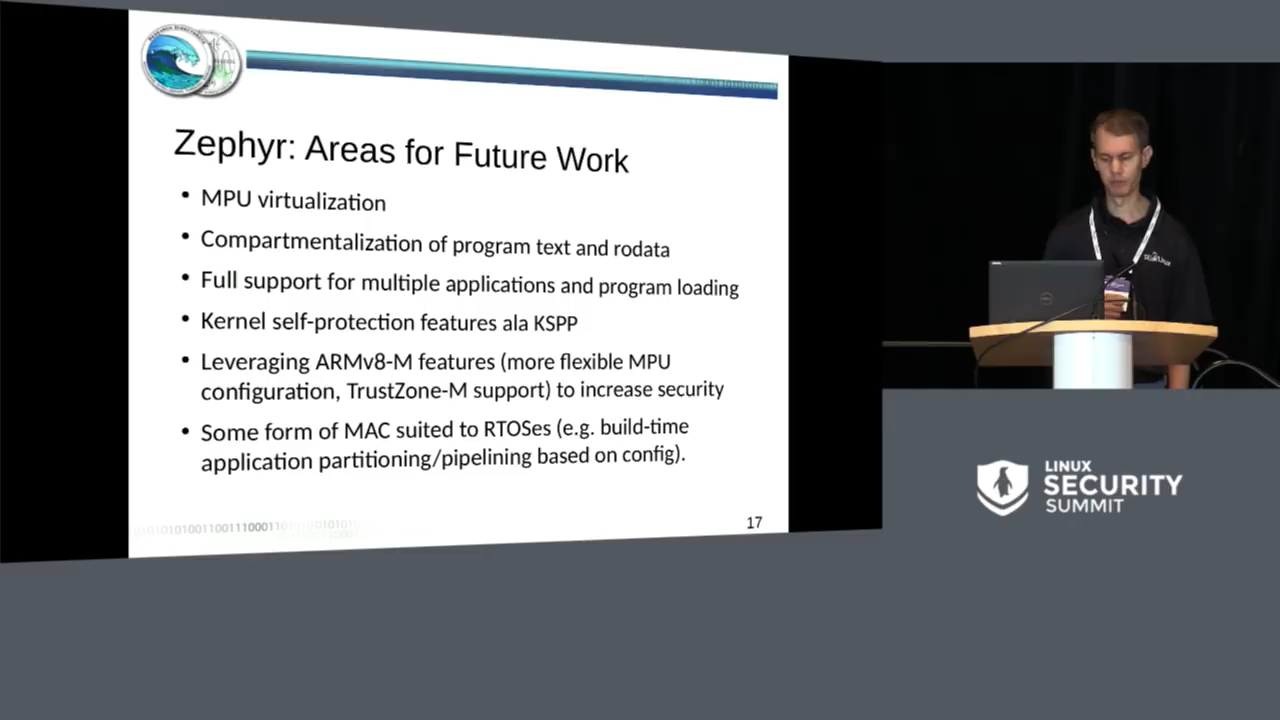 Zephyr: Areas for Future Work
• MPU virtualization
• Compartmentalization of program text and rodata
• Full support for multiple applications and program loading
• Kernel self-protection features ala KSPP
• Leveraging ARMv8-M features (more flexible MPU
configuration, TrustZone-M support) to increase security
• Some form of MAC suited to RTOSes (e.g. build-time
application partitioning/pipelining based on config).
17
LINUX
SECURITY
SUMMIT